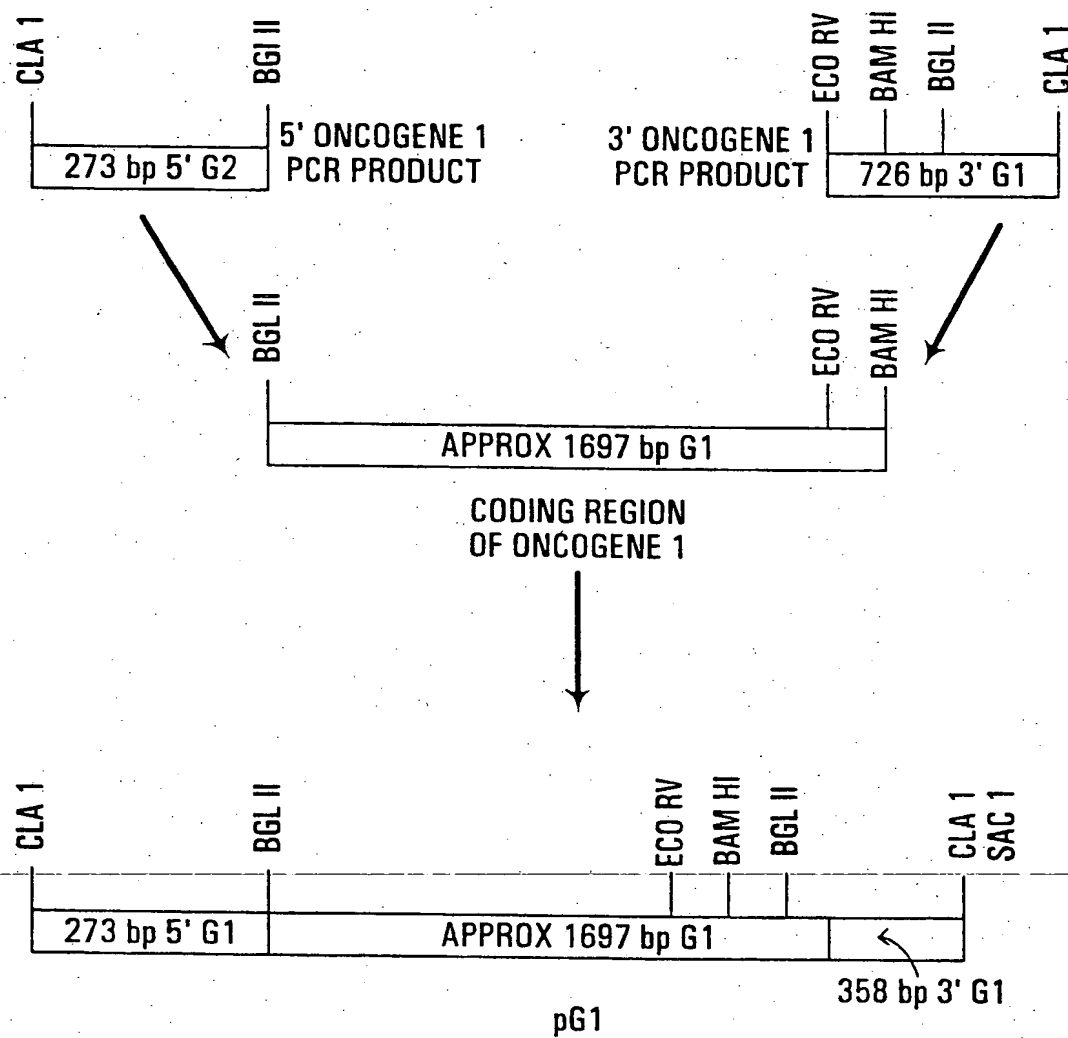 CLA 1
BGl II
ECO RV
BAM HI
BGL II
CLA 1
273 bp 5' G2
5' ONCOGENE 1
PCR PRODUCT
3' ONCOGENE 1
PCR PRODUCT
726 bp 3' G1
BGL II
ECO RV
BAM HI
APPROX 1697 bp G1
CODING REGION
OF ONCOGENE 1
CLA 1
BGL II
ECO RV
BAM HI
BGL II
CLA 1
SAC 1
273 bp 5' G1
APPROX 1697 bp G1
358 bp 3' G1
pG1